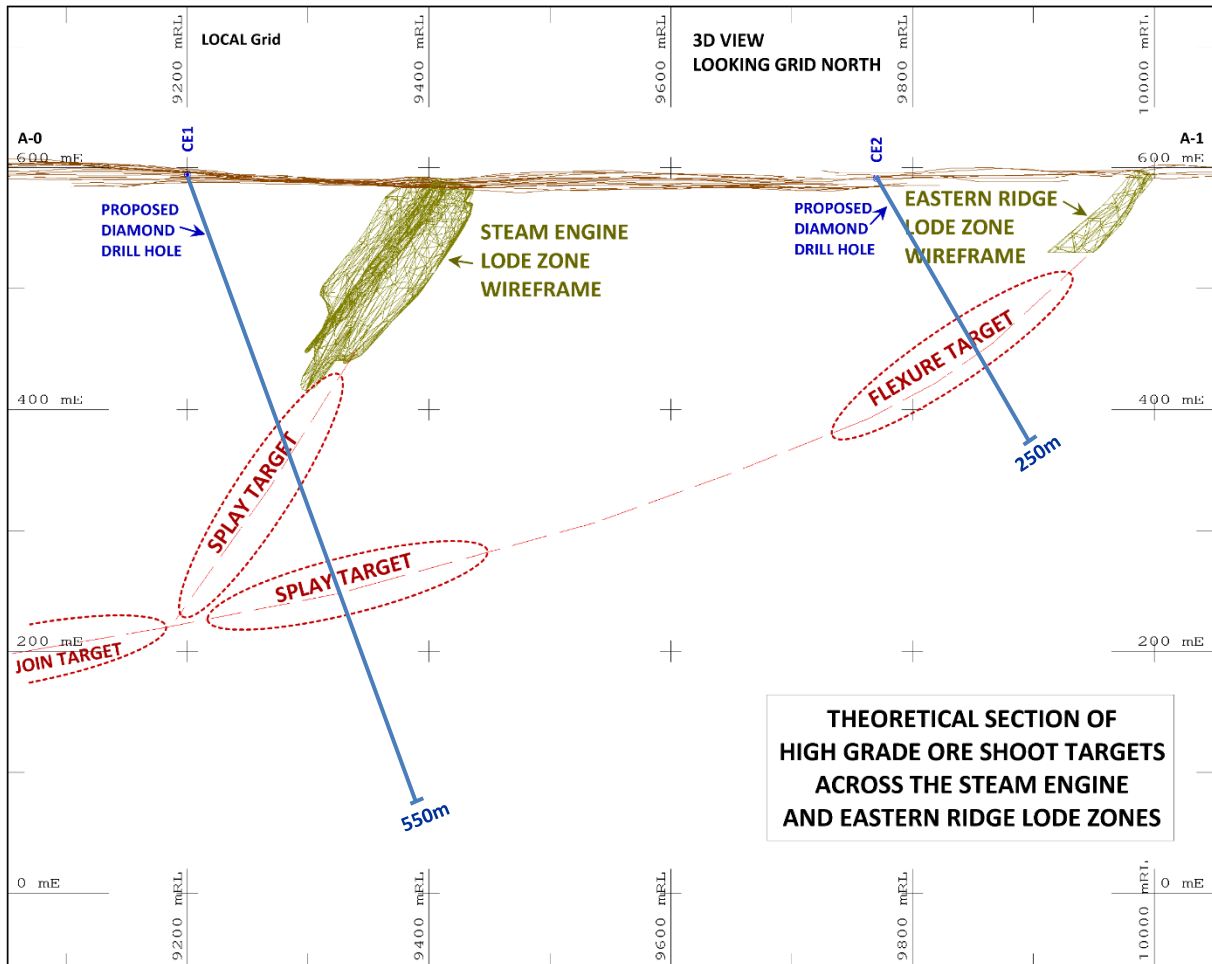 LOCAL Grid
3D VIEW
LOOKING GRID NORTH
9200 mRL
9400 mRL
9600 mRL
9800 mRL
10000 mRL
A-0
CE1
CE2
A-1
600 mE
600 mE
PROPOSED
DIAMOND
DRILL HOLE
STEAM ENGINE
LODE ZONE
WIREFRAME
PROPOSED
DIAMOND
DRILL HOLE
EASTERN RIDGE
LODE ZONE
WIREFRAME
FLEXURE TARGET
400 mE
400 mE
250m
SPLAY TARGET
SPLAY TARGET
200 mE
JOIN TARGET
200 mE
550m
THEORETICAL SECTION OF
HIGH GRADE ORE SHOOT TARGETS
ACROSS THE STEAM ENGINE
AND EASTERN RIDGE LODE ZONES
0 mE
0 mE
9200 mRL
9400 mRL
9600 mRL
9800 mRL
10000 mRL